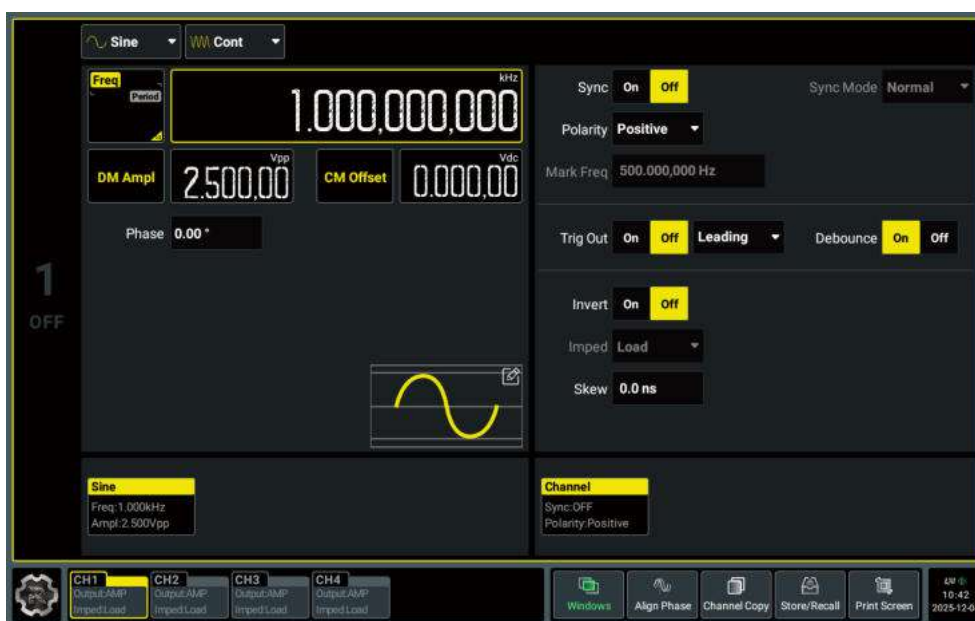 Sine
Cont
Freq
Period
kHz
1.000,000,000
DM Ampl
Vpp
2.500,00
CM Offset
Vdc
0.000,00
Phase 0.00 °
1
OFF
Sync On Off
Sync Mode Normal
Polarity Positive
Mark Freq 500.000,000 Hz
Trig Out On Off Leading
Debounce On Off
Invert On Off
Imped Load
Skew 0.0 ns
Sine
Freq:1.000kHz
Ampl:2.500Vpp
Channel
Sync:OFF
Polarity:Positive
CH1
Output:AMP
Imped:Load
CH2
Output:AMP
Imped:Load
CH3
Output:AMP
Imped:Load
CH4
Output:AMP
Imped:Load
Windows
Align Phase
Channel Copy
Store/Recall
Print Screen
10:42